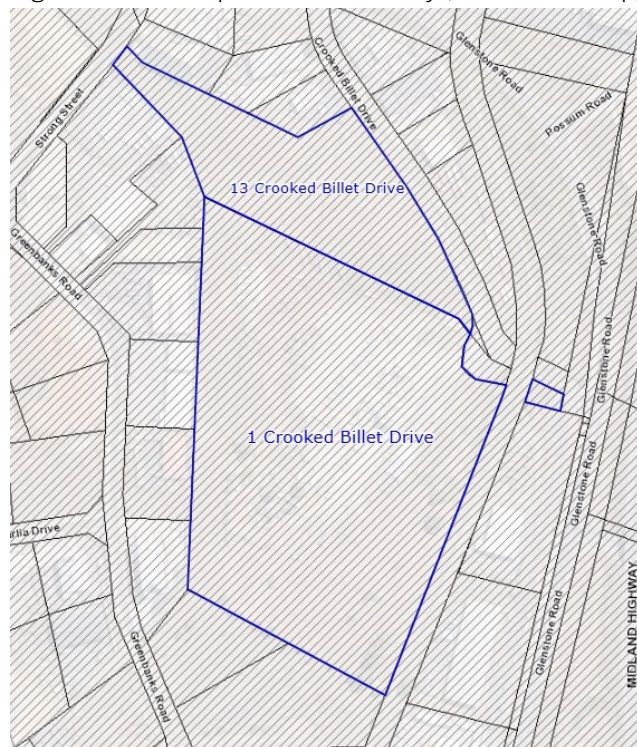 Crooked Billet Drive
Glenstone Road
Strong Street
Possum Road
13 Crooked Billet Drive
Glenstone Road
Greenbanks Road
Glenstone Road
1 Crooked Billet Drive
Glenstone Road
rlia Drive
Glenstone Road
MIDLAND HIGHWAY
Greenbanks Road